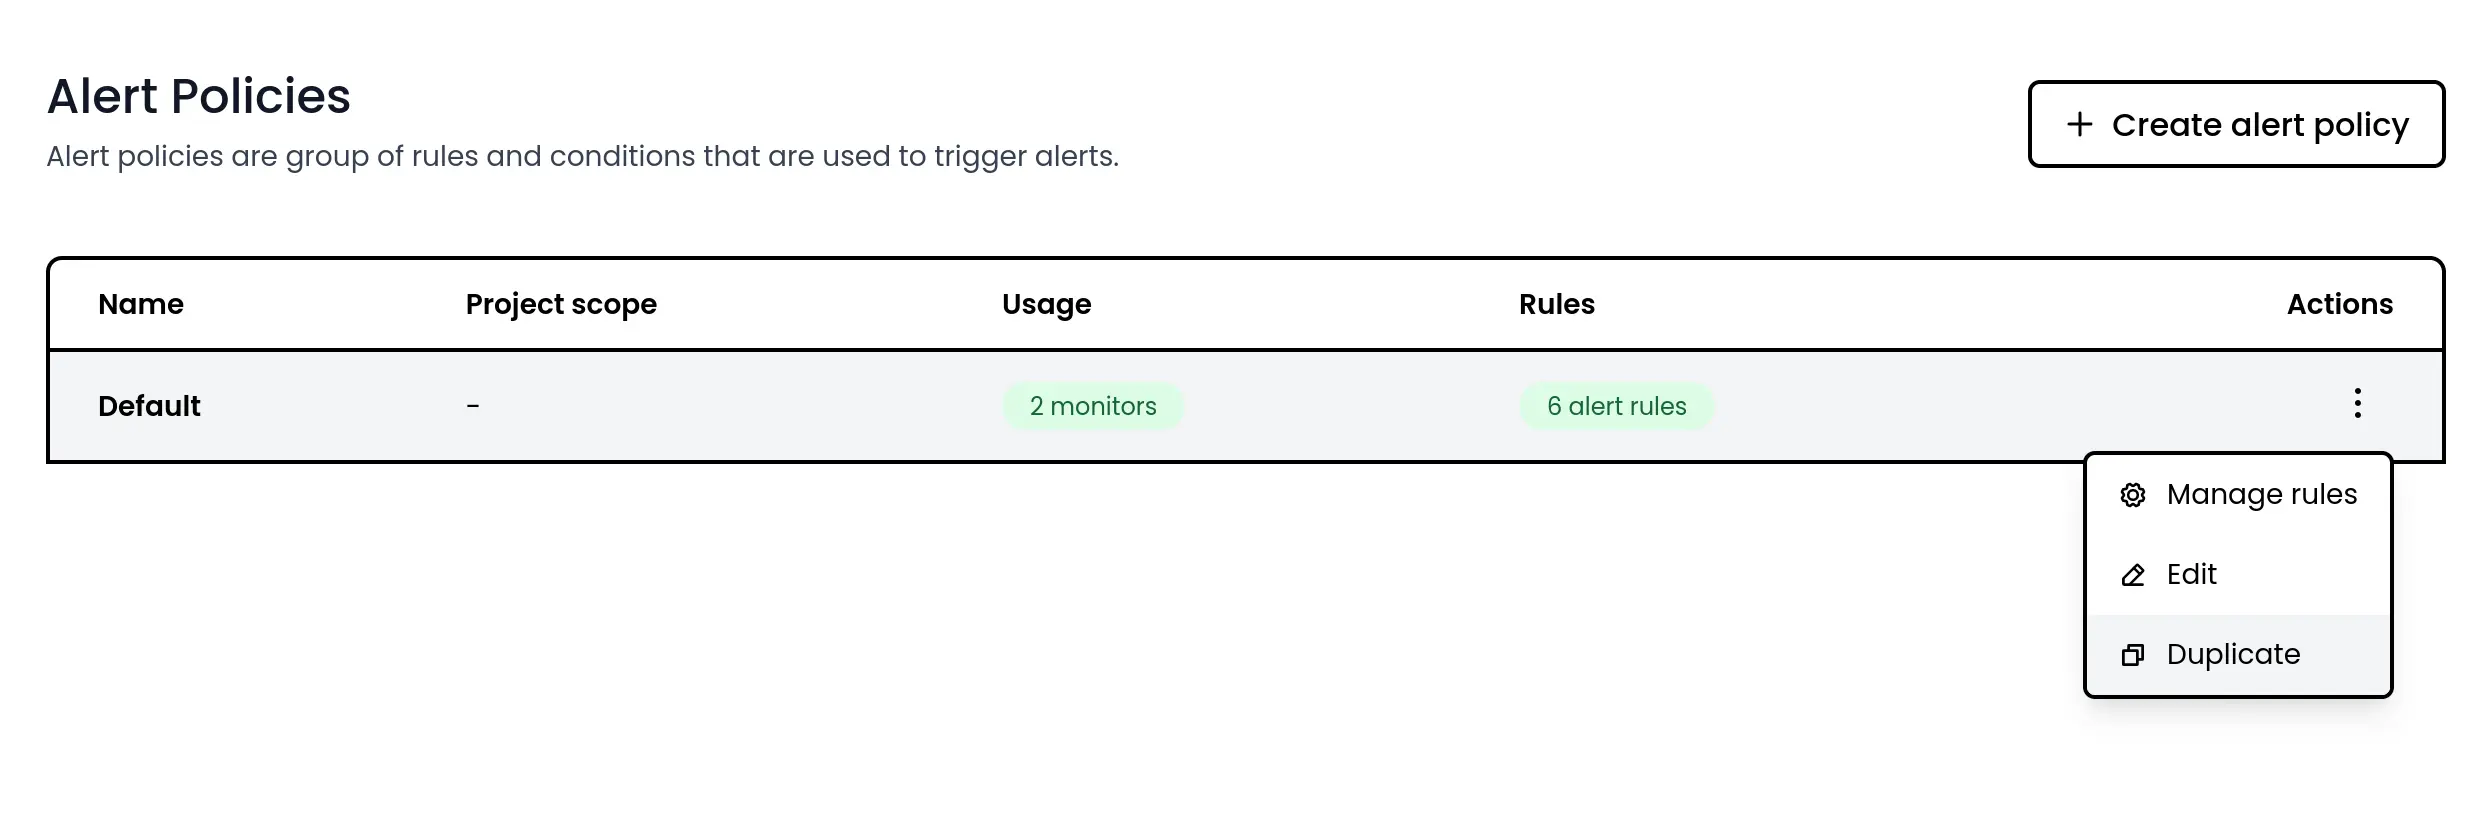 Alert Policies
Alert policies are group of rules and conditions that are used to trigger alerts.
Create alert policy
Name Project scope Usage Rules Actions
Default - 2 monitors 6 alert rules
Manage rules
Edit
Duplicate